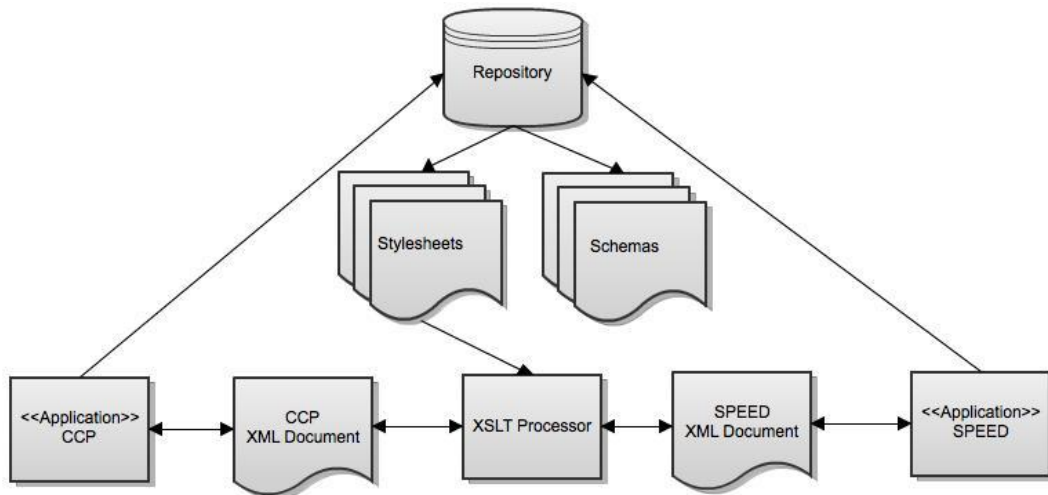 Repository
Stylesheets
Schemas
<<Application>>
CCP
CCP
XML Document
XSLT Processor
SPEED
XML Document
<<Application>>
SPEED